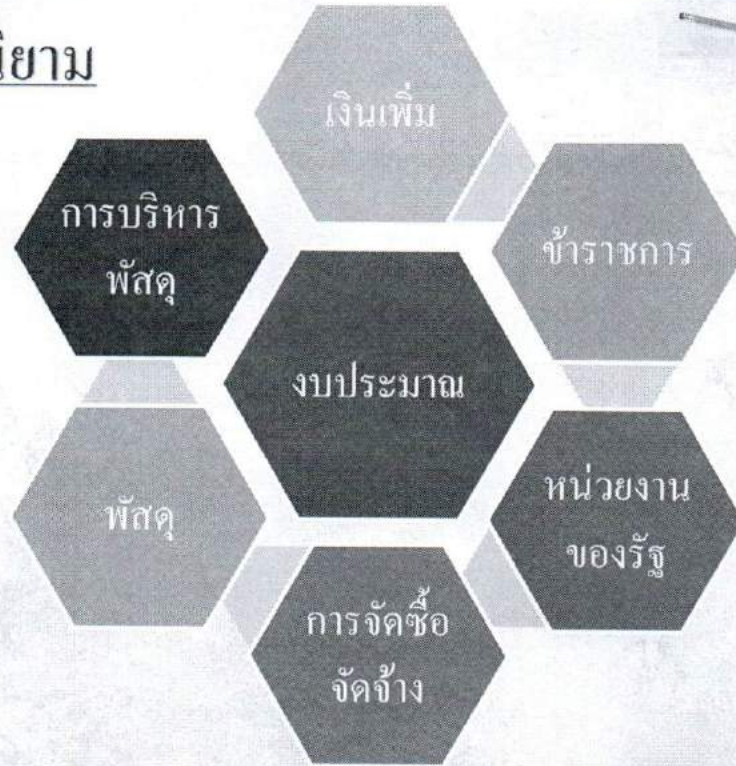 นิยาม
เงินเพิ่ม
การบริหาร
พัสดุ
ข้าราชการ
งบประมาณ
พัสดุ
หน่วยงาน
ของรัฐ
การจัดซื้อ
จัดจ้าง